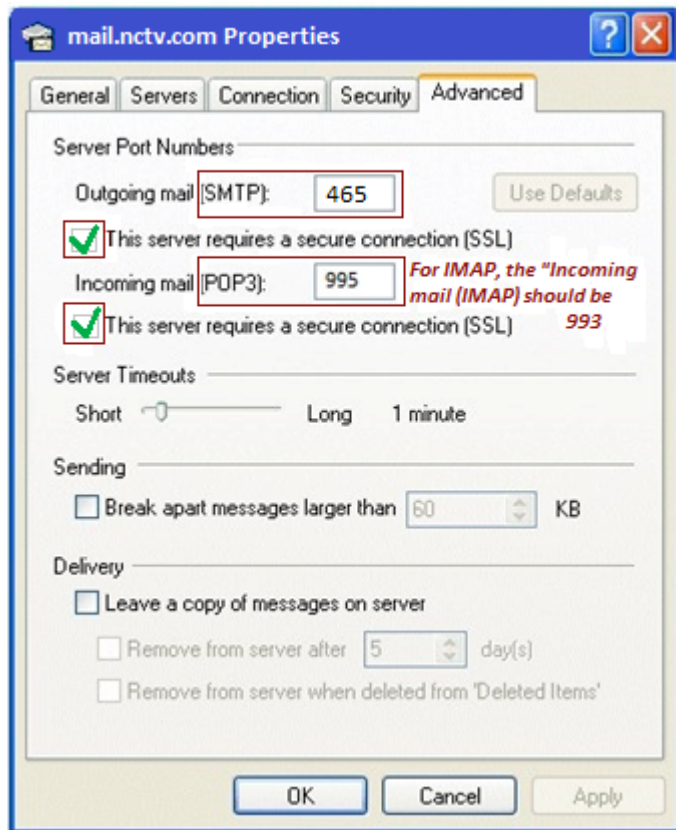 mail.nctv.com Properties
General Servers Connection Security Advanced
Server Port Numbers
Outgoing mail (SMTP): 465 Use Defaults
This server requires a secure connection (SSL)
Incoming mail (POP3): 995
For IMAP, the "Incoming
mail (IMAP) should be
993
This server requires a secure connection (SSL)
Server Timeouts
Short Long 1 minute
Sending
Break apart messages larger than 60 KB
Delivery
Leave a copy of messages on server
Remove from server after 5 day(s)
Remove from server when deleted from 'Deleted Items'
OK Cancel Apply